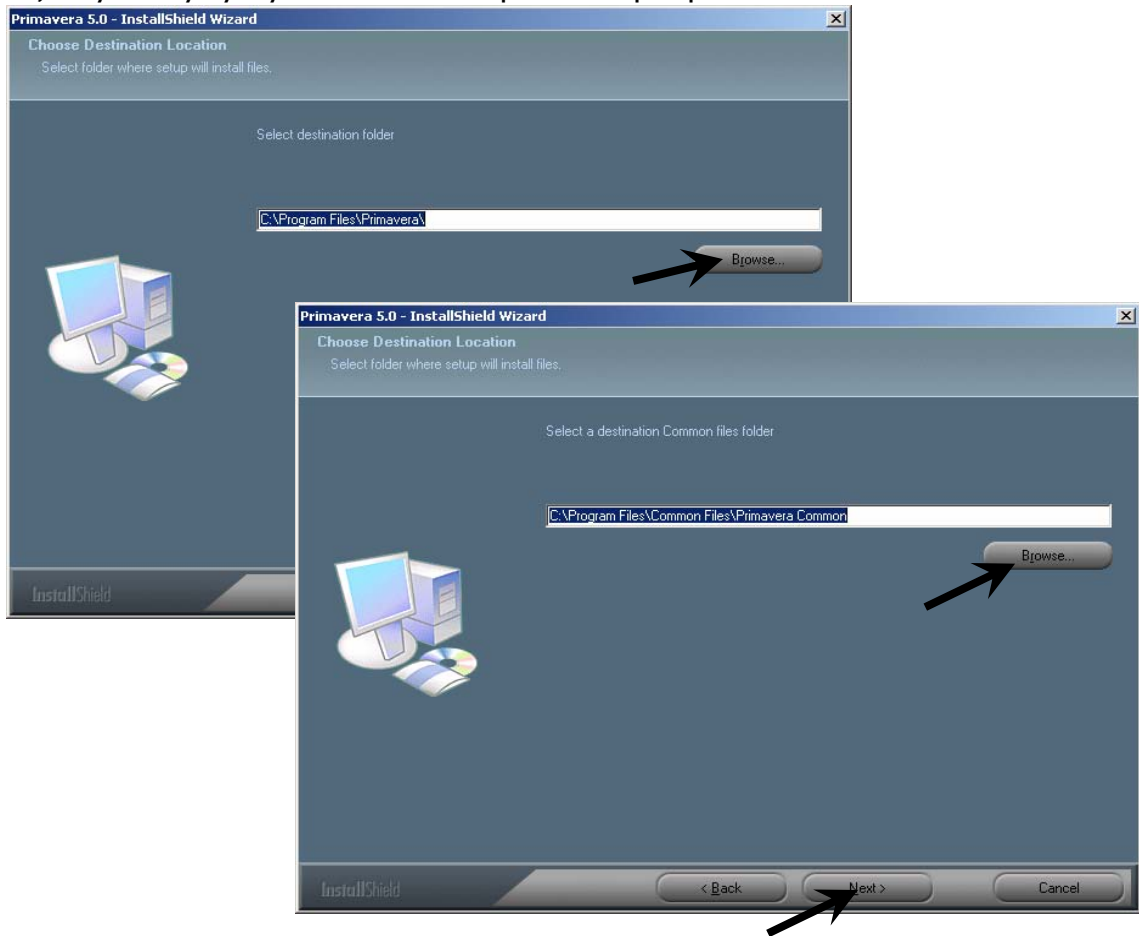 Primavera 5.0 - InstallShield Wizard
Choose Destination Location
Select folder where setup will install files.
Select destination folder
C:\Program Files\Primavera\
Browse...
InstallShield
Primavera 5.0 - InstallShield Wizard
Choose Destination Location
Select folder where setup will install files.
Select a destination Common files folder
C:\Program Files\Common Files\Primavera Common
Browse...
InstallShield
< Back
Next >
Cancel